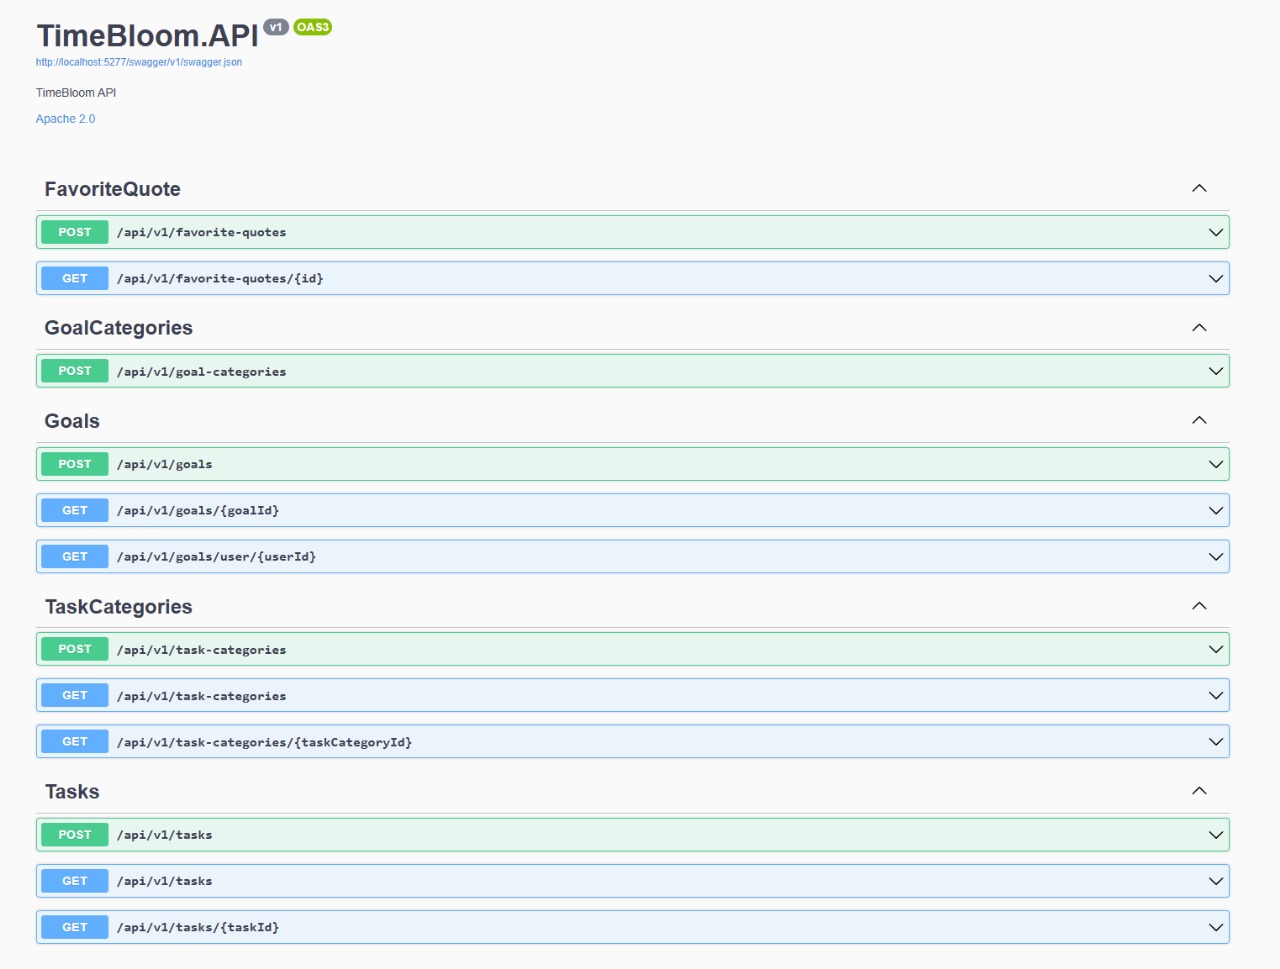 TimeBloom.API v1 OAS3
http://localhost:5277/swagger/v1/swagger.json
TimeBloom API
Apache 2.0
FavoriteQuote
POST /api/v1/favorite-quotes
GET /api/v1/favorite-quotes/{id}
GoalCategories
POST /api/v1/goal-categories
Goals
POST /api/v1/goals
GET /api/v1/goals/{goalId}
GET /api/v1/goals/user/{userId}
TaskCategories
POST /api/v1/task-categories
GET /api/v1/task-categories
GET /api/v1/task-categories/{taskCategoryId}
Tasks
POST /api/v1/tasks
GET /api/v1/tasks
GET /api/v1/tasks/{taskId}